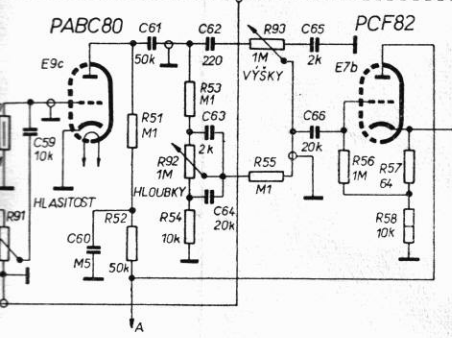 PABC80
PCF82
C61
50k
C62
220
R93
1M
VÝŠKY
C65
2k
E9c
E7b
R51
M1
R53
M1
C63
2k
C66
20k
C59
10k
R92
1M
HLOUBKY
R55
M1
R56
1M
R57
64
HLASITOST
R91
R52
50k
R54
10k
C64
20k
R58
10k
C60
M5
A